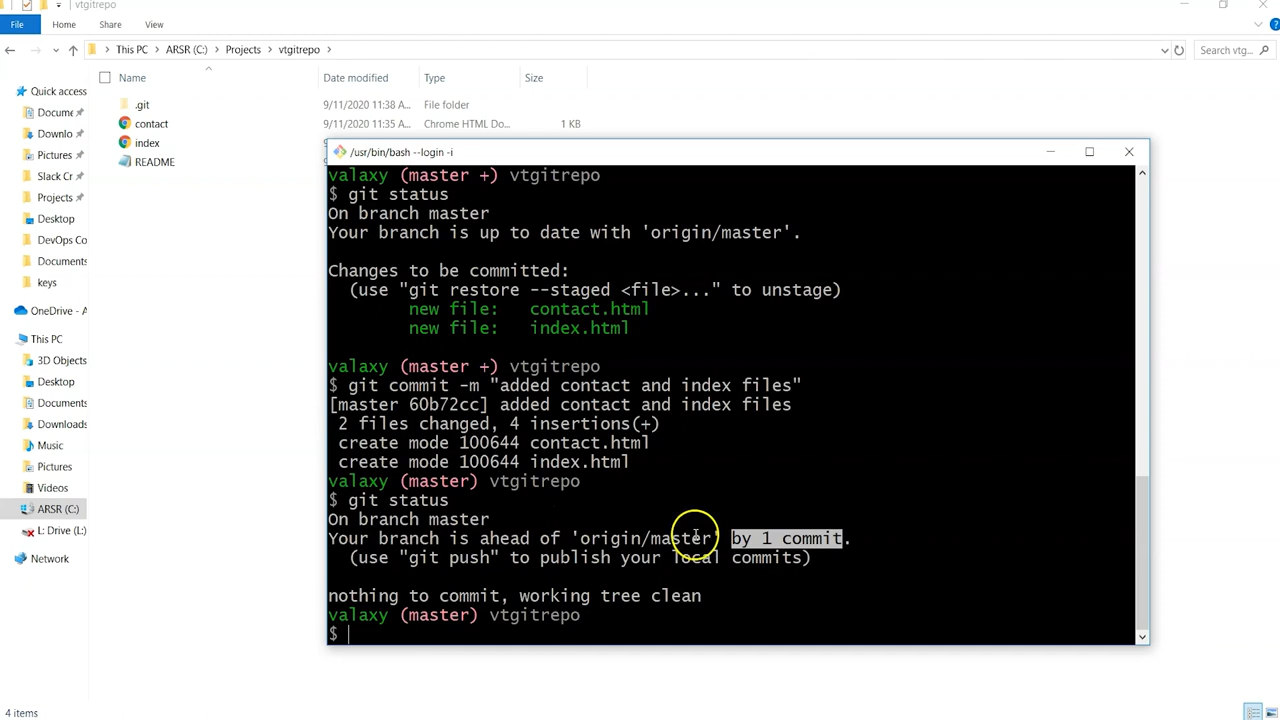 vtgitrepo
File Home Share View
This PC > ARSR (C:) > Projects > vtgitrepo >
Search vtg...
Name Date modified Type Size
Quick access
Docume
Downlo
Pictures
Slack Cr
Projects
Desktop
DevOps Co
Documents
keys
OneDrive - A
This PC
3D Objects
Desktop
Documents
Downloads
Music
Pictures
Videos
ARSR (C:)
L: Drive (L:)
Network
.git 9/11/2020 11:38 A... File folder
contact 9/11/2020 11:35 A... Chrome HTML Do... 1 KB
index
README
/usr/bin/bash --login -i
valaxy (master +) vtgitrepo
$ git status
On branch master
Your branch is up to date with 'origin/master'.
Changes to be committed:
(use "git restore --staged <file>..." to unstage)
new file: contact.html
new file: index.html
valaxy (master +) vtgitrepo
$ git commit -m "added contact and index files"
[master 60b72cc] added contact and index files
2 files changed, 4 insertions(+)
create mode 100644 contact.html
create mode 100644 index.html
valaxy (master) vtgitrepo
$ git status
On branch master
Your branch is ahead of 'origin/master' by 1 commit.
(use "git push" to publish your local commits)
nothing to commit, working tree clean
valaxy (master) vtgitrepo
$
4 items